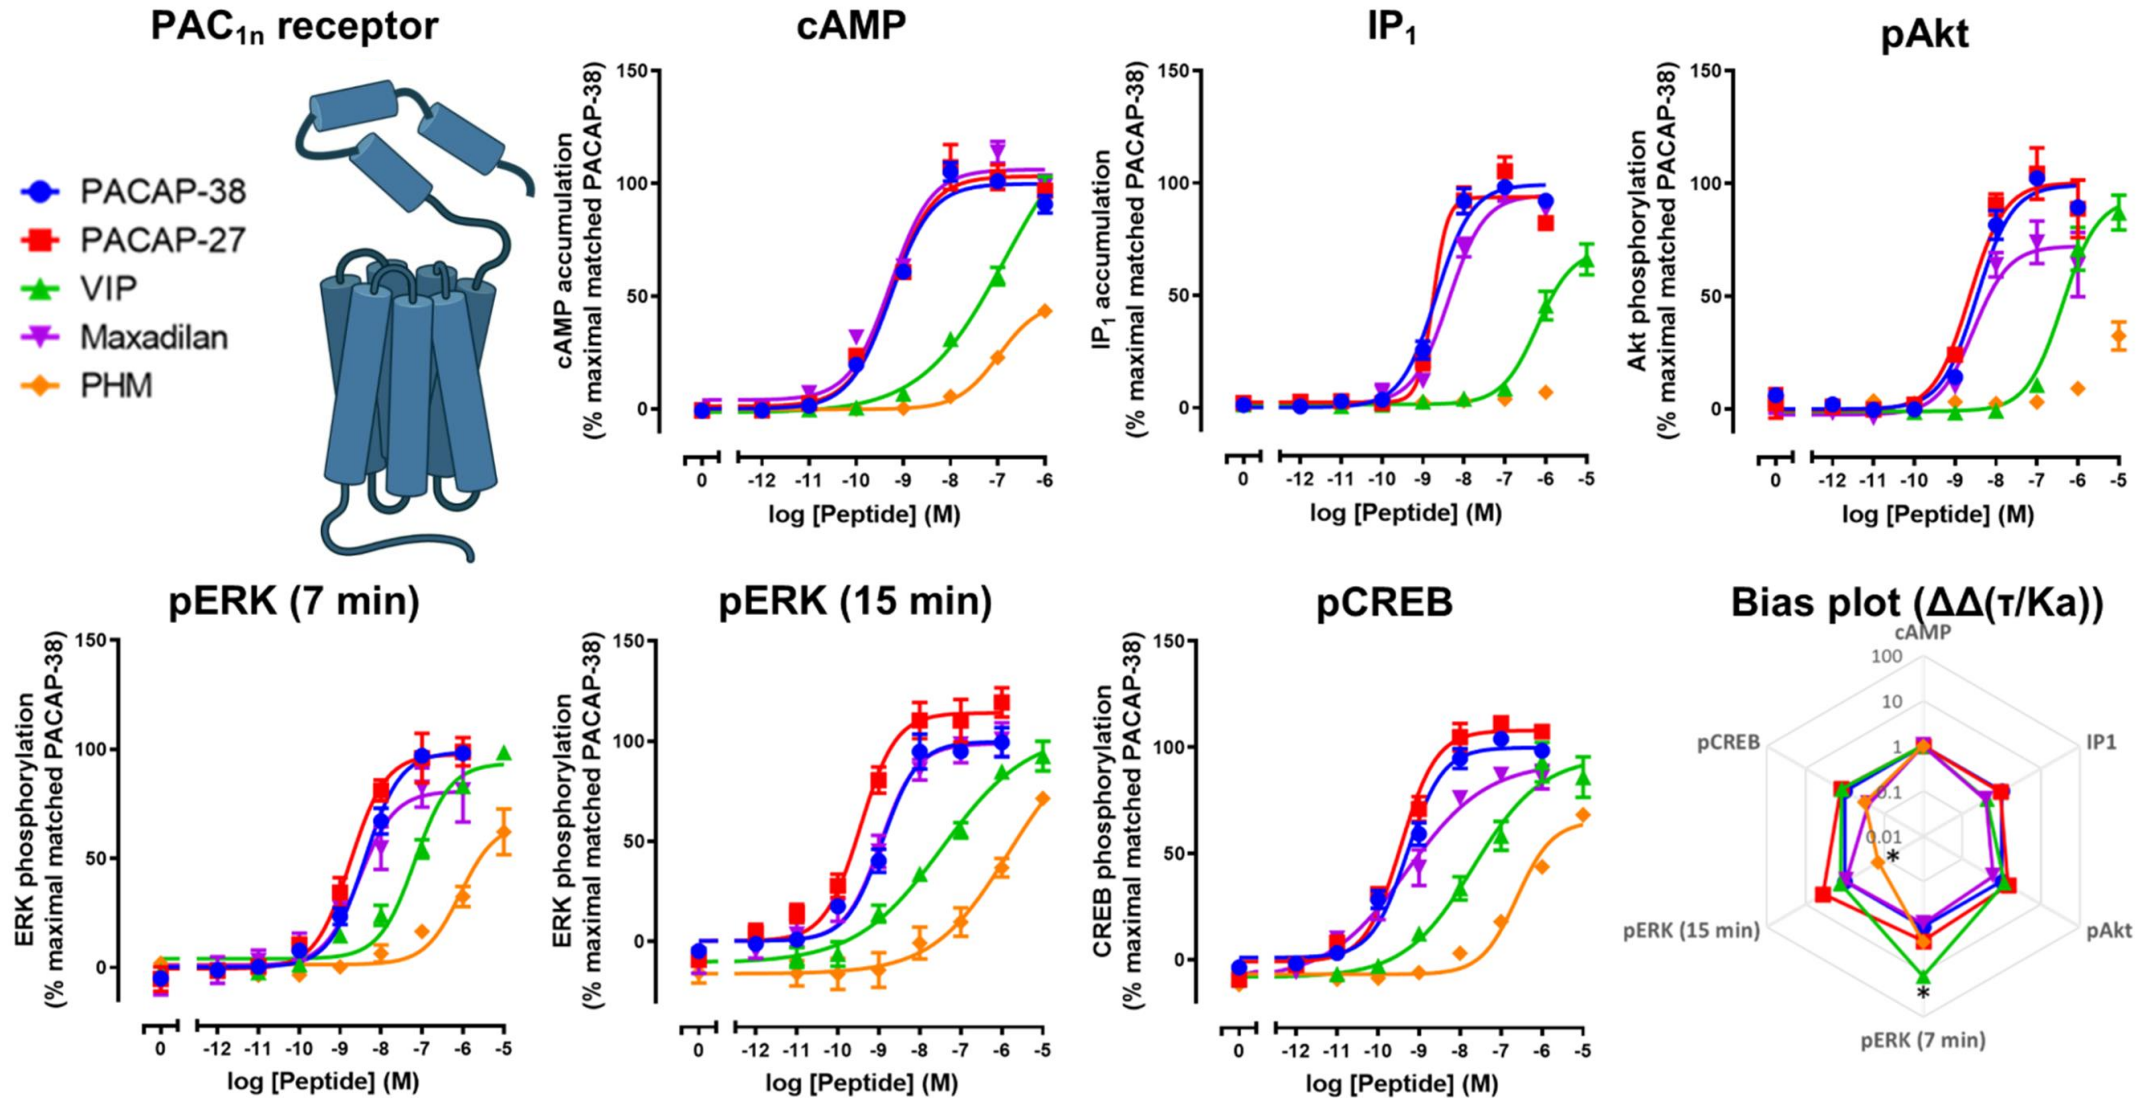 PAC1n receptor
PACAP-38
PACAP-27
VIP
Maxadilan
PHM
cAMP
cAMP accumulation
(% maximal matched PACAP-38)
150
100
50
0
0 -12 -11 -10 -9 -8 -7 -6
log [Peptide] (M)
IP1
IP1 accumulation
(% maximal matched PACAP-38)
150
100
50
0
0 -12 -11 -10 -9 -8 -7 -6 -5
log [Peptide] (M)
pAkt
Akt phosphorylation
(% maximal matched PACAP-38)
150
100
50
0
0 -12 -11 -10 -9 -8 -7 -6 -5
log [Peptide] (M)
pERK (7 min)
ERK phosphorylation
(% maximal matched PACAP-38)
150
100
50
0
0 -12 -11 -10 -9 -8 -7 -6 -5
log [Peptide] (M)
pERK (15 min)
ERK phosphorylation
(% maximal matched PACAP-38)
150
100
50
0
0 -12 -11 -10 -9 -8 -7 -6 -5
log [Peptide] (M)
pCREB
CREB phosphorylation
(% maximal matched PACAP-38)
150
100
50
0
0 -12 -11 -10 -9 -8 -7 -6 -5
log [Peptide] (M)
Bias plot (ΔΔ(τ/Ka))
cAMP
100
10
1
0.1
0.01
IP1
pAkt
pERK (7 min)
pERK (15 min)
pCREB
*
*